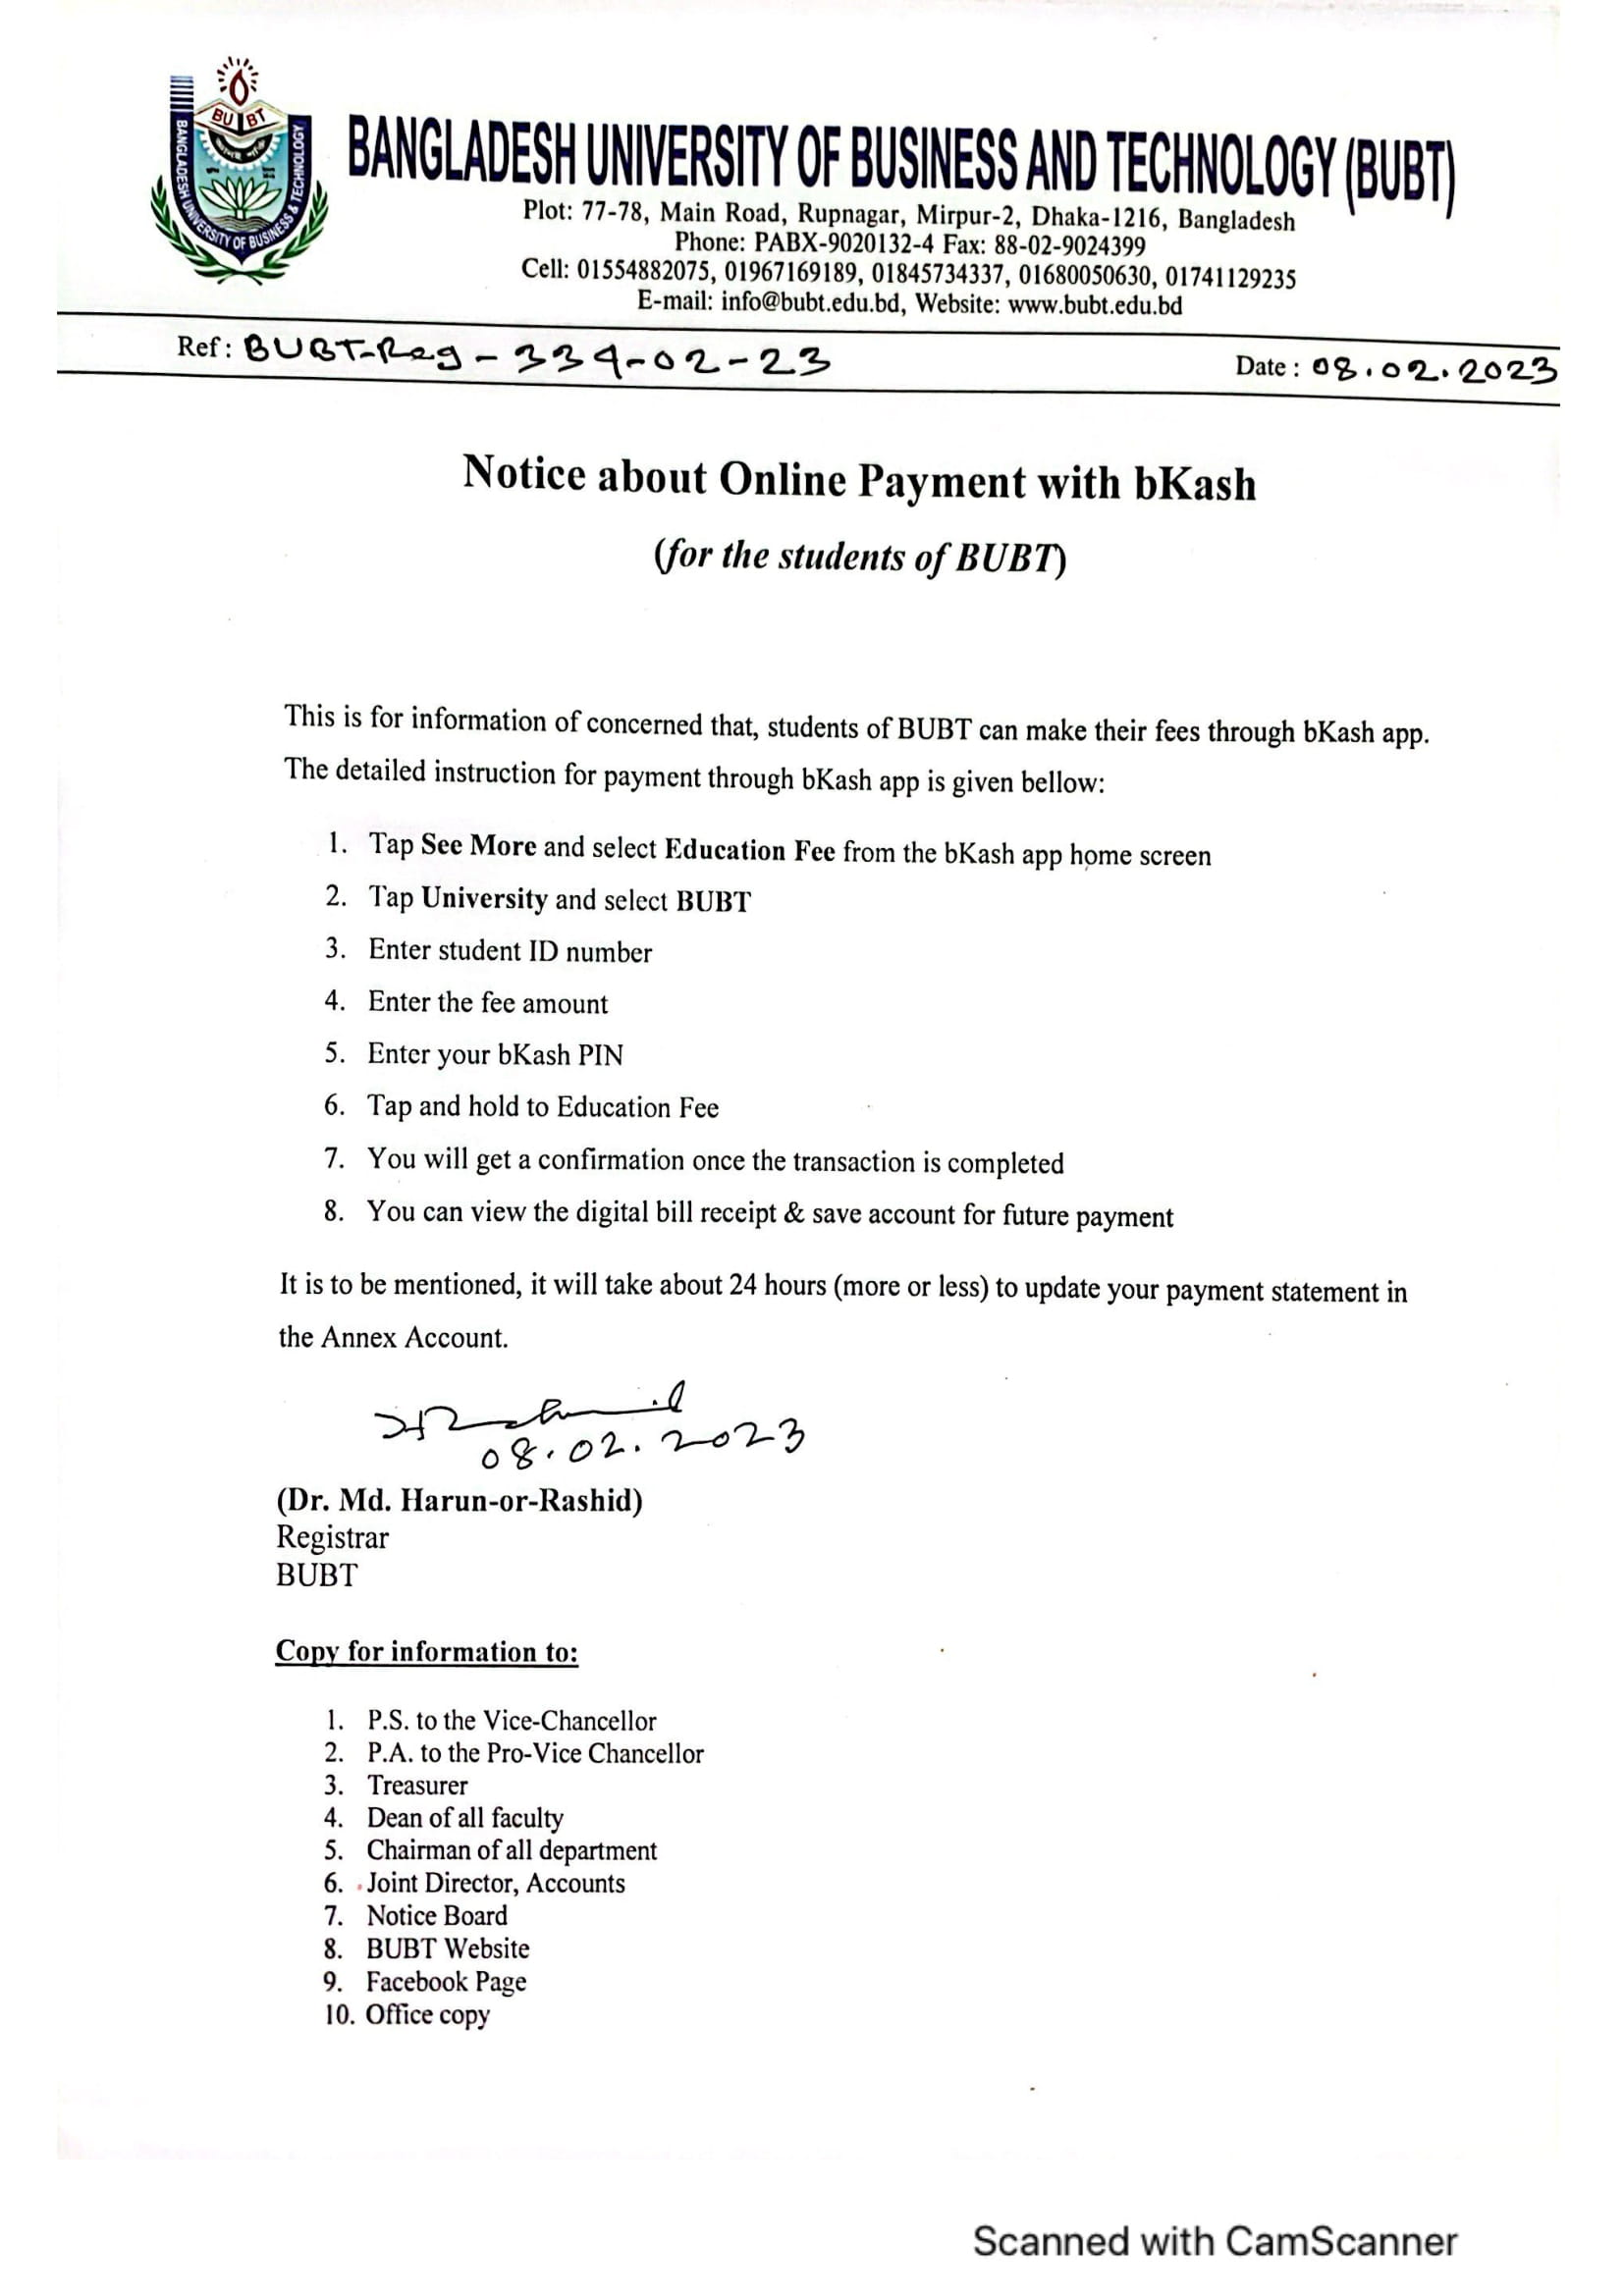 BUBT
BANGLADESH UNIVERSITY OF BUSINESS & TECHNOLOGY
BANGLADESH UNIVERSITY OF BUSINESS AND TECHNOLOGY (BUBT)
Plot: 77-78, Main Road, Rupnagar, Mirpur-2, Dhaka-1216, Bangladesh
Phone: PABX-9020132-4 Fax: 88-02-9024399
Cell: 01554882075, 01967169189, 01845734337, 01680050630, 01741129235
E-mail: info@bubt.edu.bd, Website: www.bubt.edu.bd
Ref: BUBT-Reg-334-02-23 Date: 08.02.2023
Notice about Online Payment with bKash
(for the students of BUBT)
This is for information of concerned that, students of BUBT can make their fees through bKash app.
The detailed instruction for payment through bKash app is given bellow:
1. Tap See More and select Education Fee from the bKash app home screen
2. Tap University and select BUBT
3. Enter student ID number
4. Enter the fee amount
5. Enter your bKash PIN
6. Tap and hold to Education Fee
7. You will get a confirmation once the transaction is completed
8. You can view the digital bill receipt & save account for future payment
It is to be mentioned, it will take about 24 hours (more or less) to update your payment statement in
the Annex Account.
08.02.2023
(Dr. Md. Harun-or-Rashid)
Registrar
BUBT
Copy for information to:
1. P.S. to the Vice-Chancellor
2. P.A. to the Pro-Vice Chancellor
3. Treasurer
4. Dean of all faculty
5. Chairman of all department
6. Joint Director, Accounts
7. Notice Board
8. BUBT Website
9. Facebook Page
10. Office copy
Scanned with CamScanner